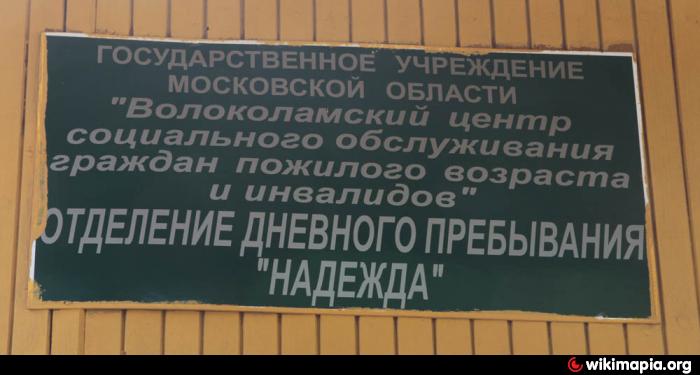 ГОСУДАРСТВЕННОЕ УЧРЕЖДЕНИЕ
МОСКОВСКОЙ ОБЛАСТИ
"Волоколамский центр
социального обслуживания
граждан пожилого возраста
и инвалидов"
ОТДЕЛЕНИЕ ДНЕВНОГО ПРЕБЫВАНИЯ
"НАДЕЖДА"
wikimapia.org